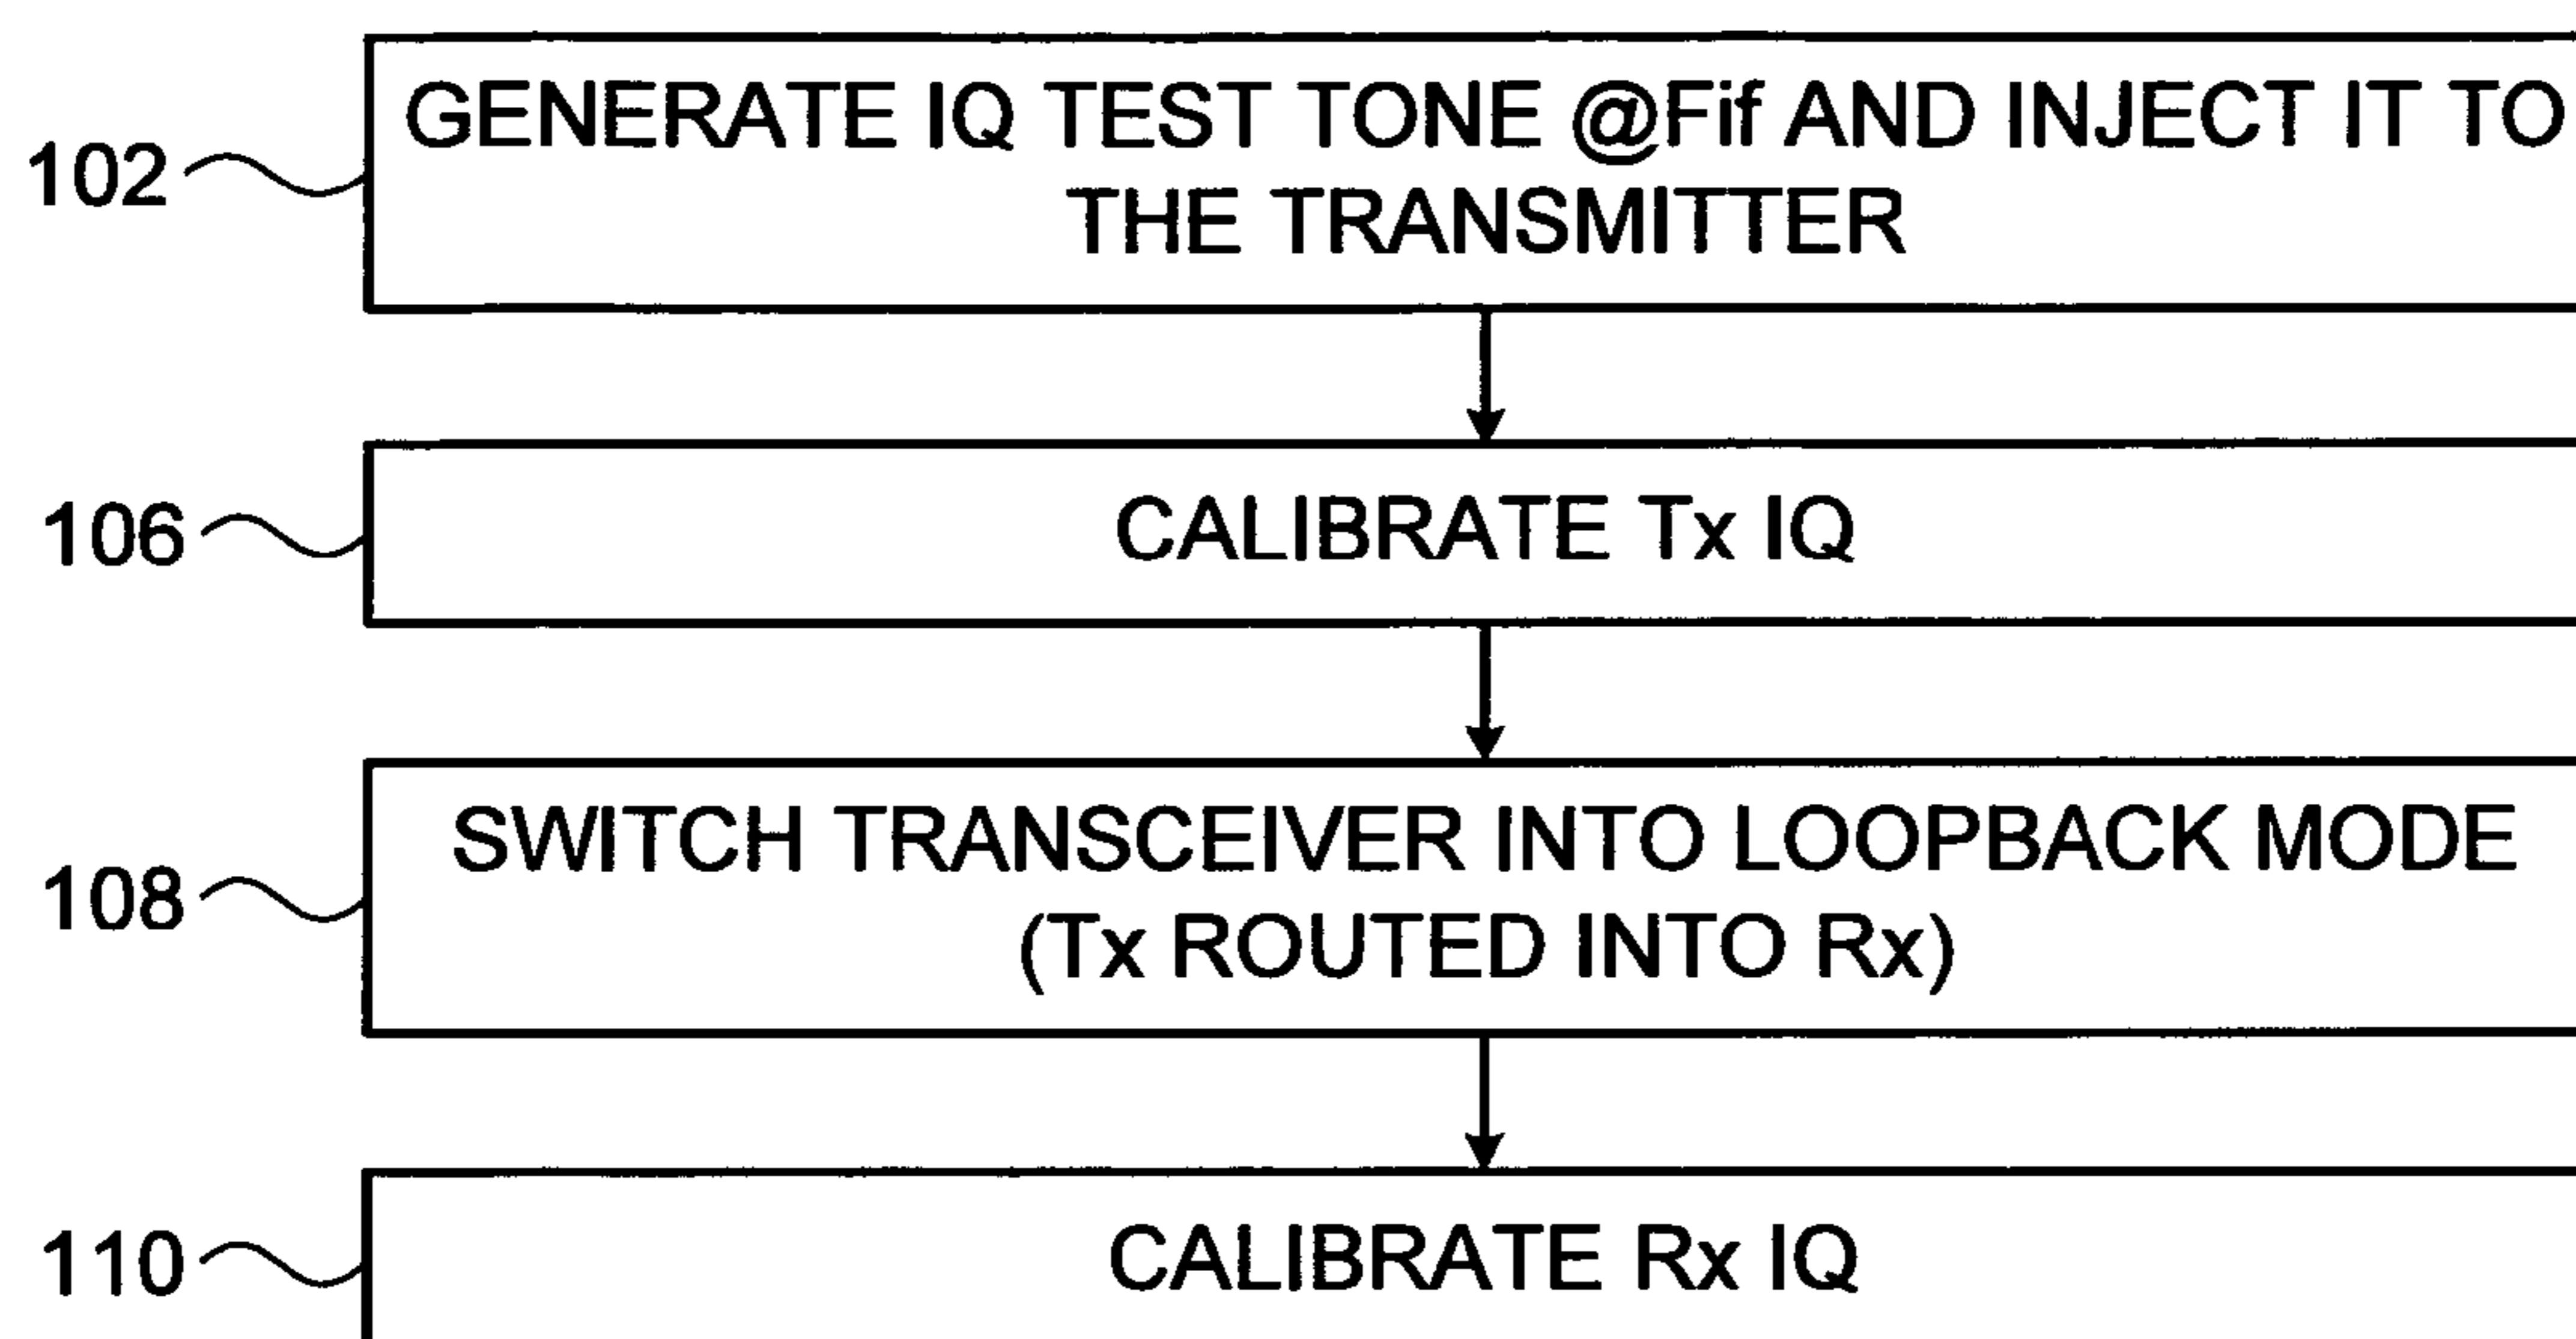 102
GENERATE IQ TEST TONE @Fif AND INJECT IT TO
THE TRANSMITTER
106
CALIBRATE Tx IQ
108
SWITCH TRANSCEIVER INTO LOOPBACK MODE
(Tx ROUTED INTO Rx)
110
CALIBRATE Rx IQ